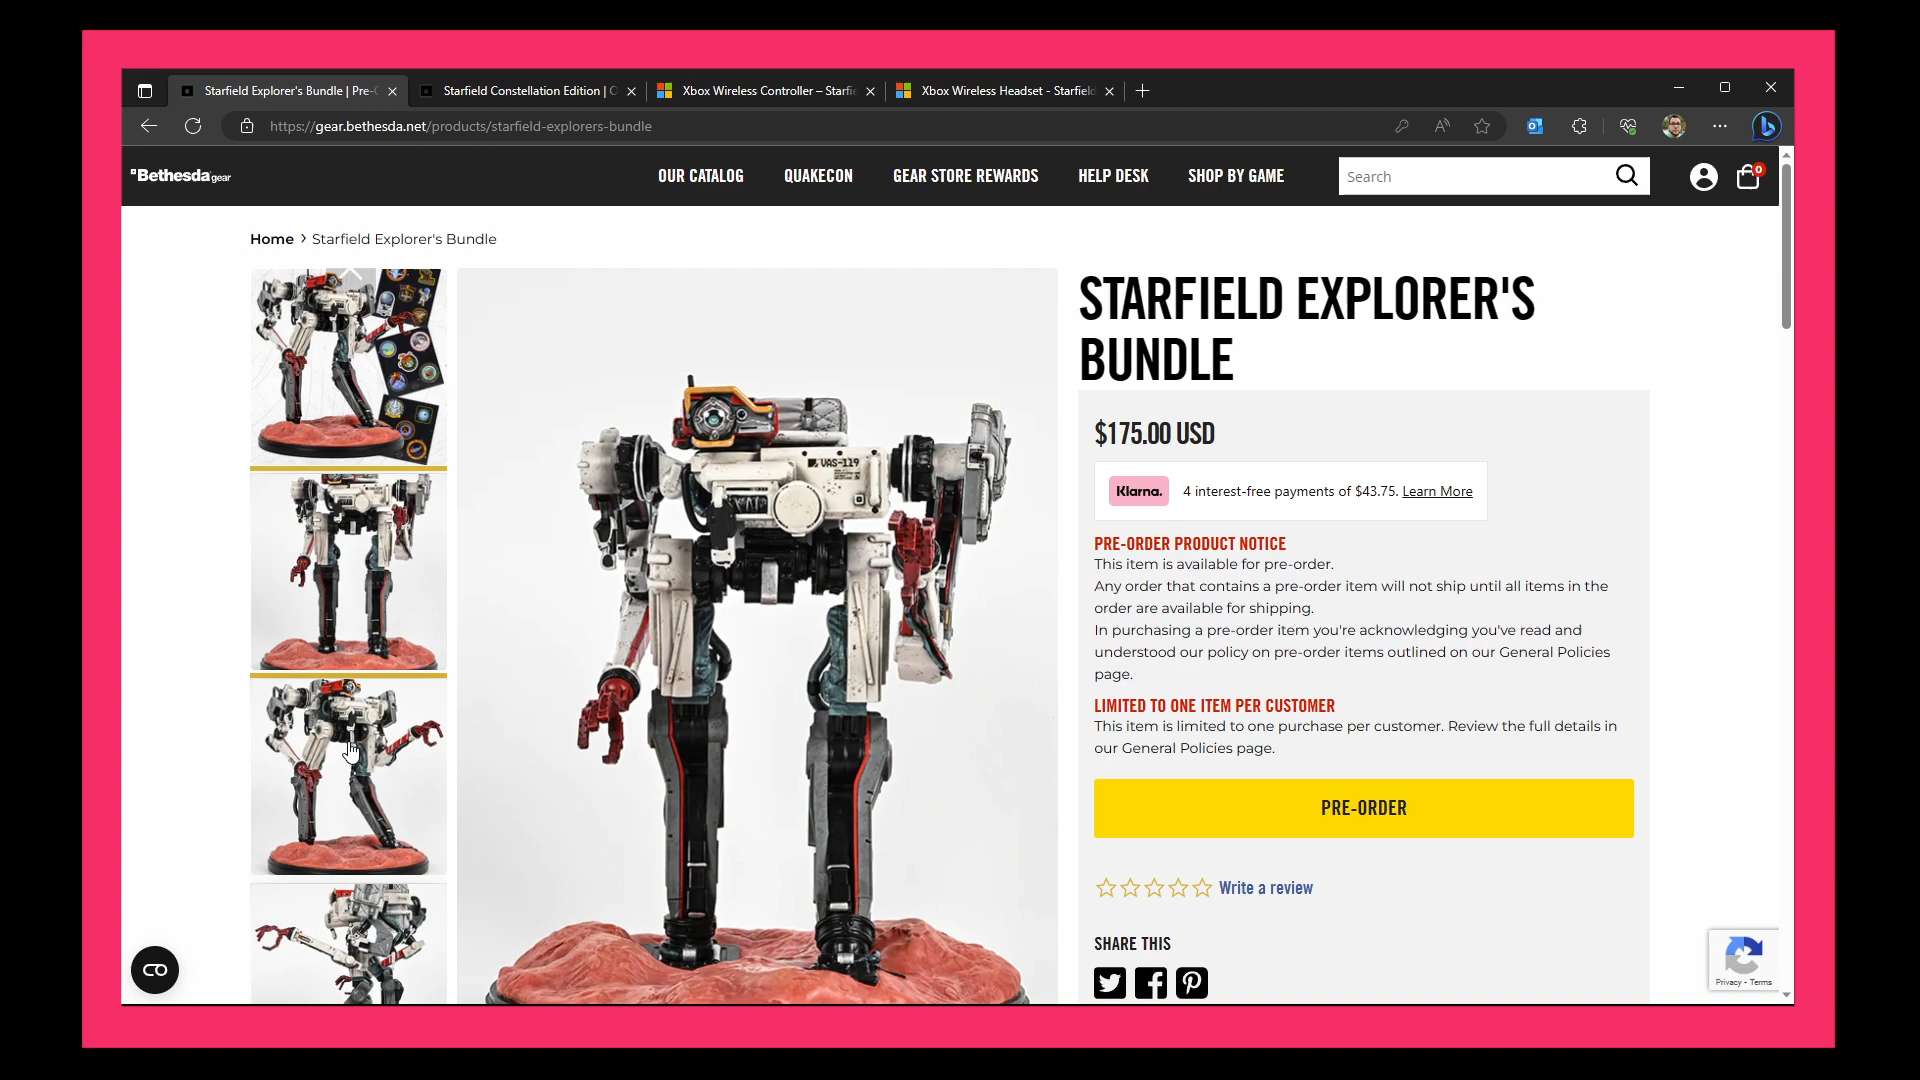 Starfield Explorer's Bundle | Pre-O
Starfield Constellation Edition | O
Xbox Wireless Controller – Starfie
Xbox Wireless Headset - Starfield
https://gear.bethesda.net/products/starfield-explorers-bundle
Bethesda gear
OUR CATALOG
QUAKECON
GEAR STORE REWARDS
HELP DESK
SHOP BY GAME
Search
0
Home › Starfield Explorer's Bundle
STARFIELD EXPLORER'S
BUNDLE
VAS-119
$175.00 USD
Klarna. 4 interest-free payments of $43.75. Learn More
PRE-ORDER PRODUCT NOTICE
This item is available for pre-order.
Any order that contains a pre-order item will not ship until all items in the
order are available for shipping.
In purchasing a pre-order item you're acknowledging you've read and
understood our policy on pre-order items outlined on our General Policies
page.
LIMITED TO ONE ITEM PER CUSTOMER
This item is limited to one purchase per customer. Review the full details in
our General Policies page.
PRE-ORDER
Write a review
SHARE THIS
Privacy - Terms